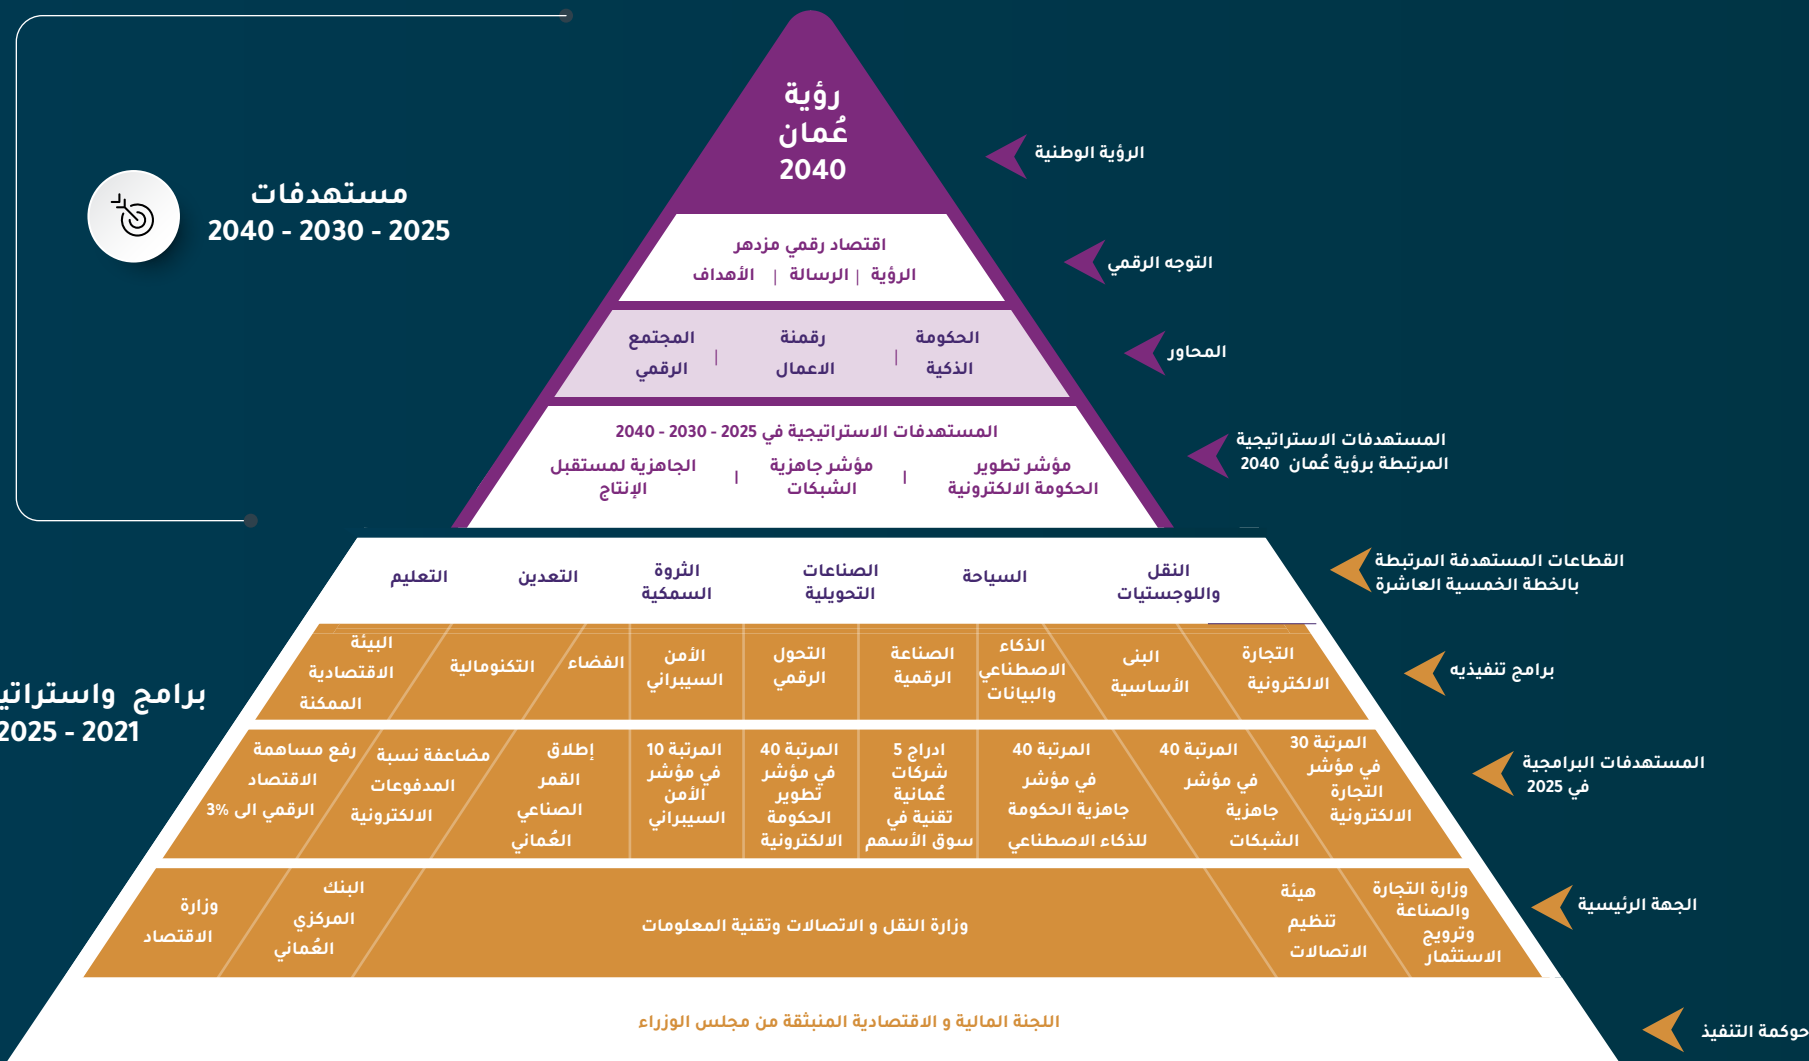 رؤية
عُمان
2040
الرؤية الوطنية
مستهدفات
2025 - 2030 - 2040
اقتصاد رقمي مزدهر
الرؤية | الرسالة | الأهداف
التوجه الرقمي
الحكومة
الذكية
|
رقمنة
الاعمال
|
المجتمع
الرقمي
المحاور
المستهدفات الاستراتيجية في 2025 - 2030 - 2040
مؤشر تطوير
الحكومة الالكترونية
|
مؤشر جاهزية
الشبكات
|
الجاهزية لمستقبل
الإنتاج
المستهدفات الاستراتيجية
المرتبطة برؤية عُمان 2040
القطاعات المستهدفة المرتبطة
بالخطة الخمسية العاشرة
النقل
واللوجستيات
السياحة
الصناعات
التحويلية
الثروة
السمكية
التعدين
التعليم
برامج تنفيذيه
التجارة
الالكترونية
البنى
الأساسية
الذكاء
الاصطناعي
والبيانات
الصناعة
الرقمية
التحول
الرقمي
الأمن
السيبراني
الفضاء
التكنومالية
البيئة
الاقتصادية
الممكنة
برامج
2021 - 2025
المستهدفات البرامجية
في 2025
المرتبة 30
في مؤشر
التجارة
الالكترونية
المرتبة 40
في مؤشر
جاهزية
الشبكات
المرتبة 40
في مؤشر
جاهزية الحكومة
للذكاء الاصطناعي
ادراج 5
شركات
عُمانية
تقنية في
سوق الأسهم
المرتبة 40
في مؤشر
تطوير
الحكومة
الالكترونية
المرتبة 10
في مؤشر
الأمن
السيبراني
إطلاق
القمر
الصناعي
العُماني
مضاعفة نسبة
المدفوعات
الالكترونية
رفع مساهمة
الاقتصاد
الرقمي الى 3%
الجهة الرئيسية
وزارة التجارة
والصناعة
وترويج
الاستثمار
هيئة
تنظيم
الاتصالات
وزارة النقل و الاتصالات وتقنية المعلومات
البنك
المركزي
العُماني
وزارة
الاقتصاد
حوكمة التنفيذ
اللجنة المالية و الاقتصادية المنبثقة من مجلس الوزراء